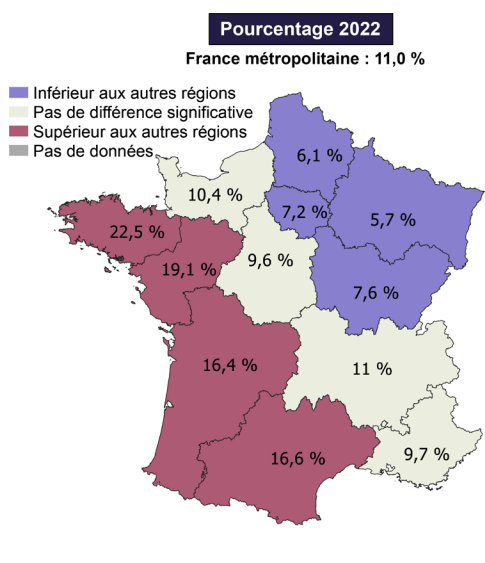 Pourcentage 2022
France métropolitaine : 11,0 %
Inférieur aux autres régions
Pas de différence significative
Supérieur aux autres régions
Pas de données
6,1 %
10,4 %
7,2 %
5,7 %
22,5 %
19,1 %
9,6 %
7,6 %
16,4 %
11 %
16,6 %
9,7 %